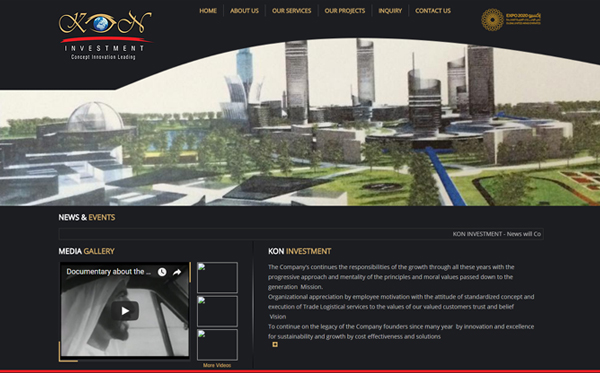 HOME ABOUT US OUR SERVICES OUR PROJECTS INQUIRY CONTACT US
KON
INVESTMENT
Concept Innovation Leading
EXPO 2020 إكسبو
NEWS & EVENTS
KON INVESTMENT - News will Co
MEDIA GALLERY
Documentary about the ...
More Videos
KON INVESTMENT
The Company's continues the responsibilities of the growth through all these years with the
progressive approach and mentality of the principles and moral values passed down to the
generation Mission.
Organizational appreciation by employee motivation with the attitude of standardized concept and
execution of Trade Logistical services to the values of our valued customers trust and belief
Vision
To continue on the legacy of the Company founders since many year by innovation and excellence
for sustainability and growth by cost effectiveness and solutions